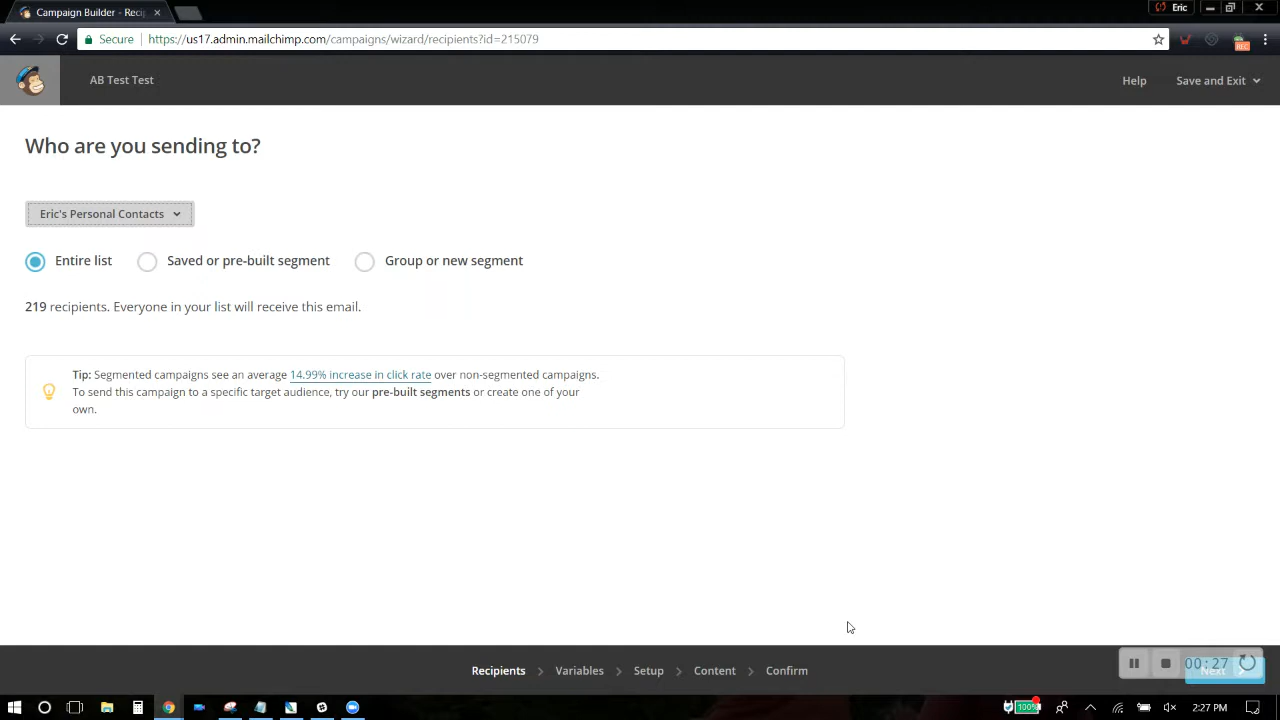 Campaign Builder - Reci
Eric
Secure
https://us17.admin.mailchimp.com/campaigns/wizard/recipients?id=215079
REC
AB Test Test
Help
Save and Exit
Who are you sending to?
Eric's Personal Contacts
Entire list
Saved or pre-built segment
Group or new segment
219 recipients. Everyone in your list will receive this email.
Tip: Segmented campaigns see an average 14.99% increase in click rate over non-segmented campaigns.
To send this campaign to a specific target audience, try our pre-built segments or create one of your
own.
Recipients
Variables
Setup
Content
Confirm
00:27
Next
100%
2:27 PM